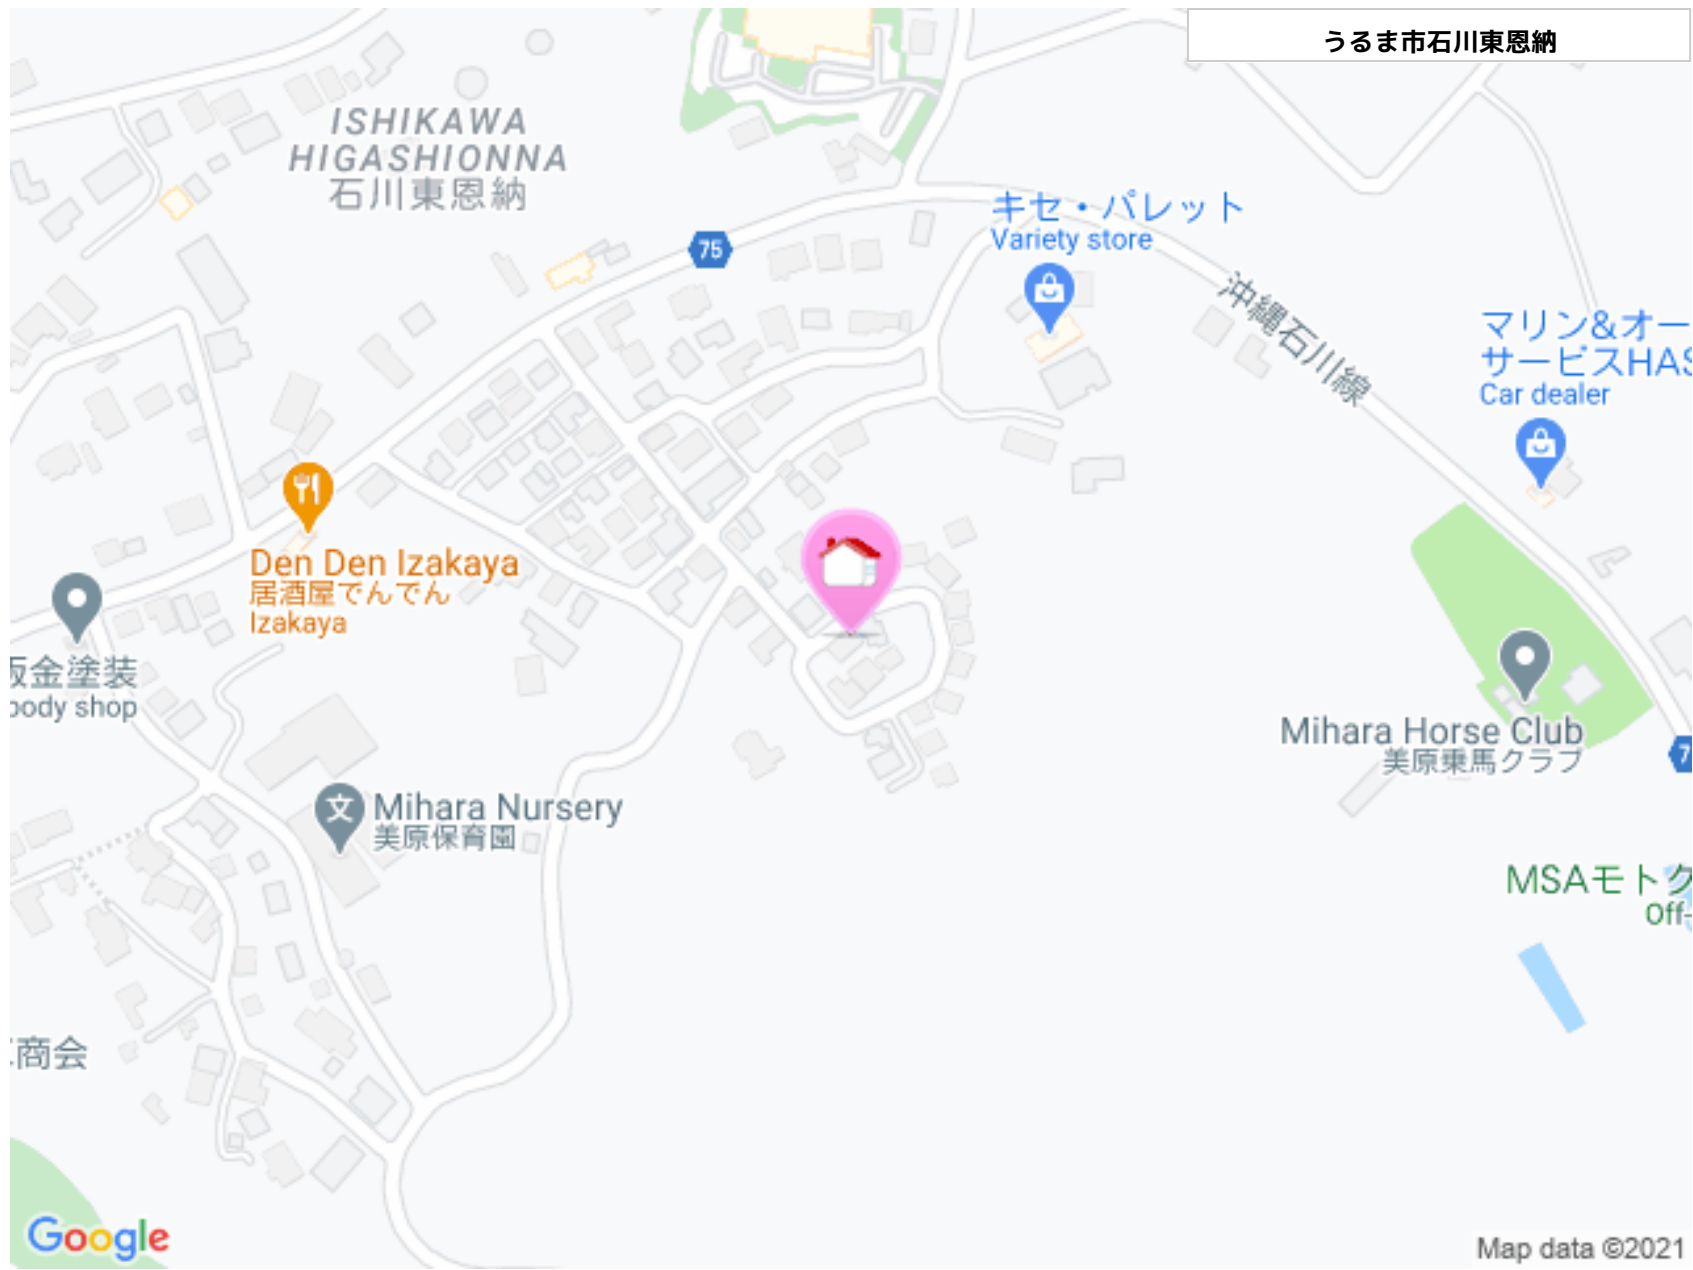 うるま市石川東恩納
ISHIKAWA
HIGASHIONNA
石川東恩納
キセ・パレット
Variety store
75
沖縄石川線
マリン&オー
サービスHAS
Car dealer
Den Den Izakaya
居酒屋でんでん
Izakaya
金塗装
body shop
Mihara Horse Club
美原乗馬クラブ
7
Mihara Nursery
美原保育園
文
MSAモトク
Off-
商会
Google
Map data ©2021